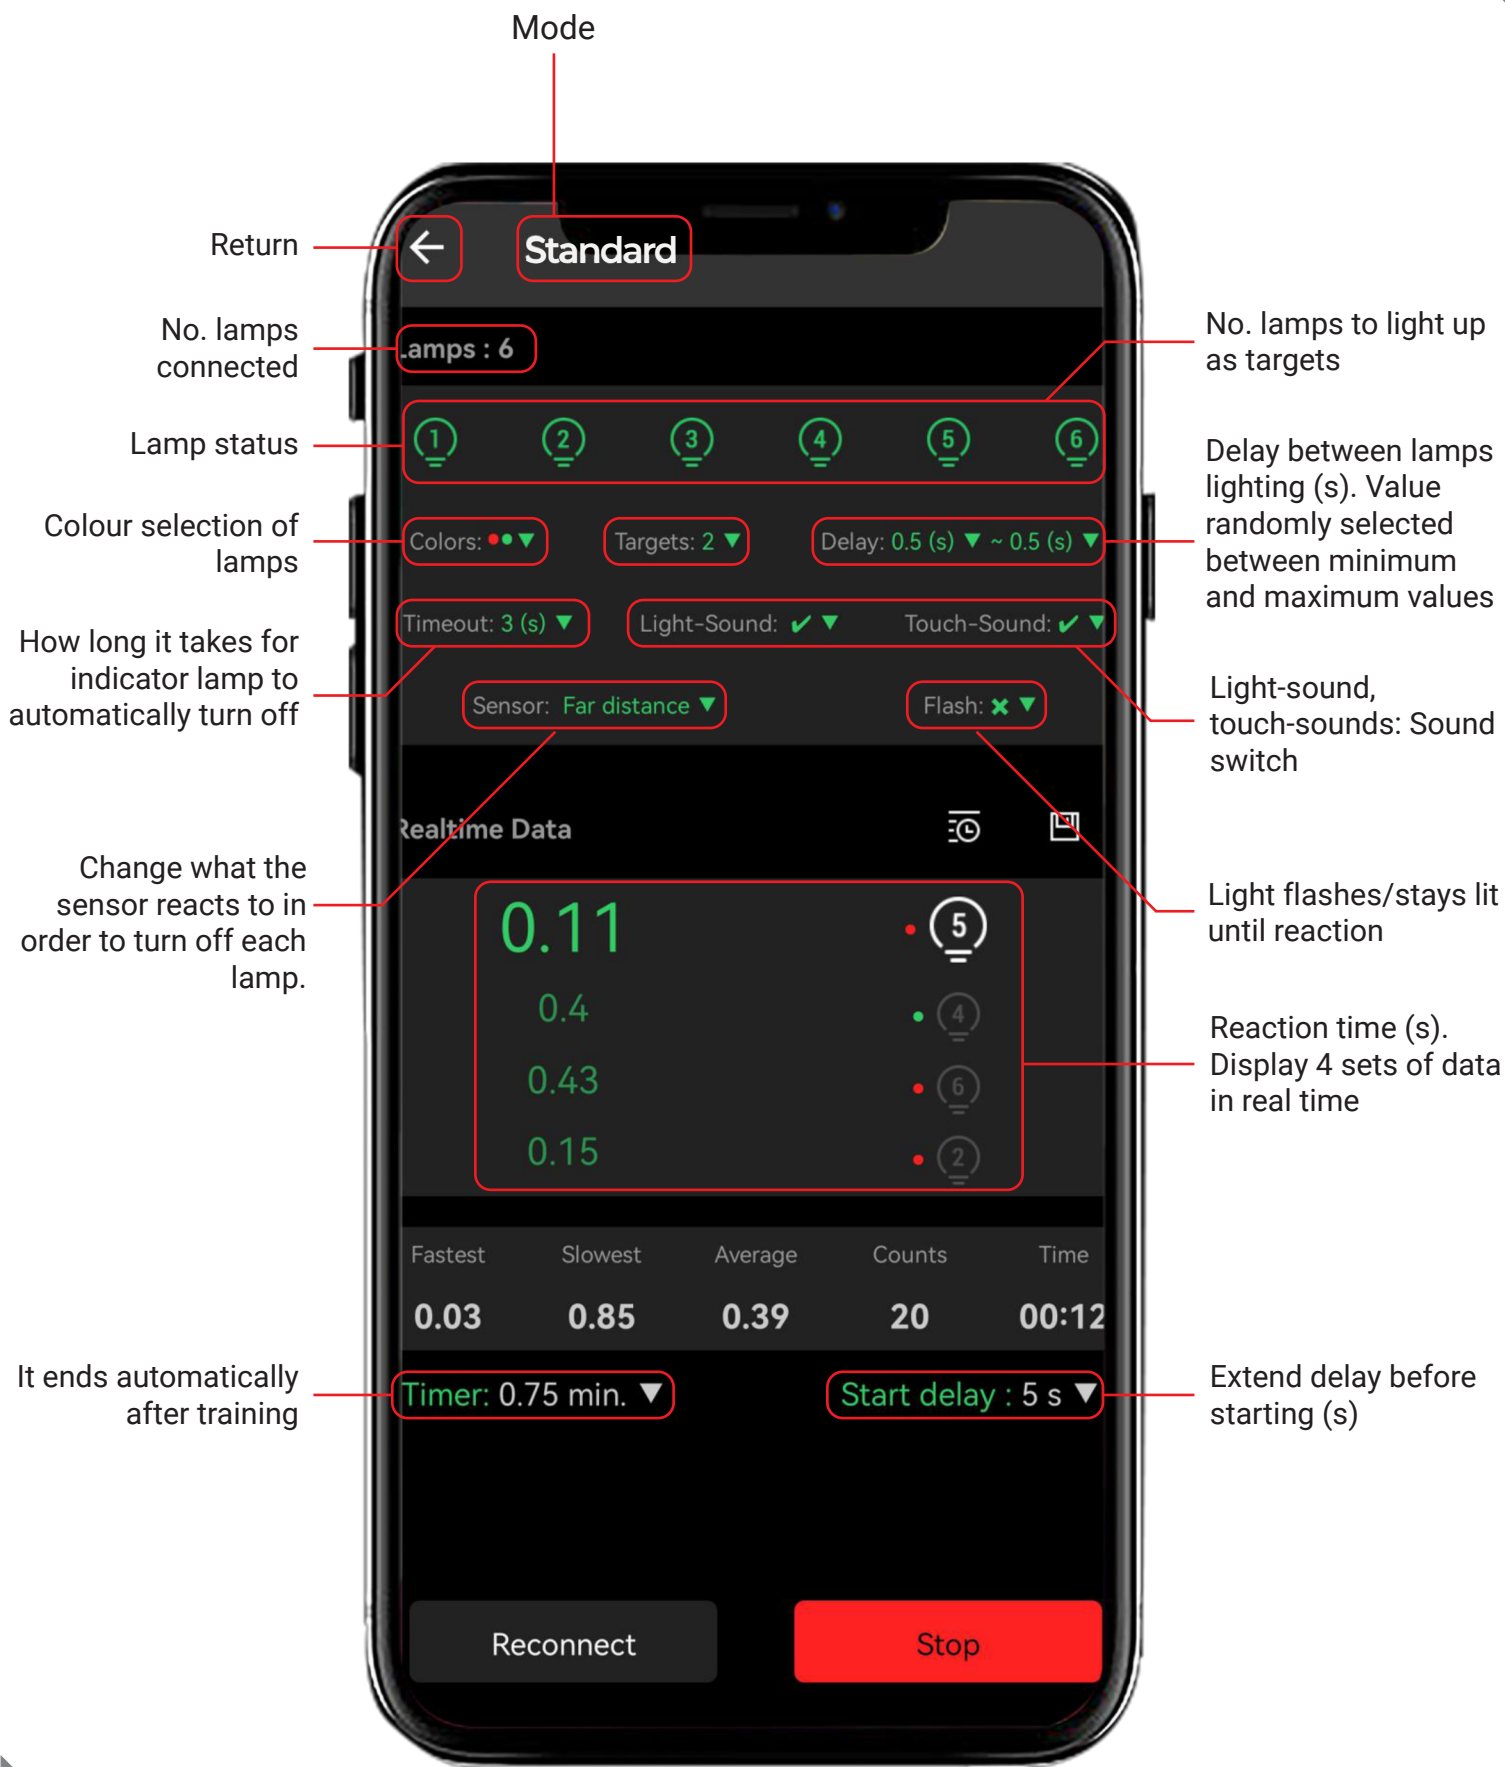 Mode
Return
Standard
No. lamps
connected
amps : 6
No. lamps to light up
as targets
Lamp status
1 2 3 4 5 6
Delay between lamps
lighting (s). Value
randomly selected
between minimum
and maximum values
Colour selection of
lamps
Colors: Targets: 2 ▼ Delay: 0.5 (s) ▼ ~ 0.5 (s) ▼
How long it takes for
indicator lamp to
automatically turn off
Timeout: 3 (s) ▼ Light-Sound: ✔ ▼ Touch-Sound: ✔ ▼
Light-sound,
touch-sounds: Sound
switch
Sensor: Far distance ▼ Flash: ✖ ▼
Realtime Data
Change what the
sensor reacts to in
order to turn off each
lamp.
Light flashes/stays lit
until reaction
0.11 5
0.4 4
0.43 6
0.15 2
Reaction time (s).
Display 4 sets of data
in real time
Fastest Slowest Average Counts Time
0.03 0.85 0.39 20 00:12
It ends automatically
after training
Timer: 0.75 min. ▼ Start delay : 5 s ▼
Extend delay before
starting (s)
Reconnect Stop